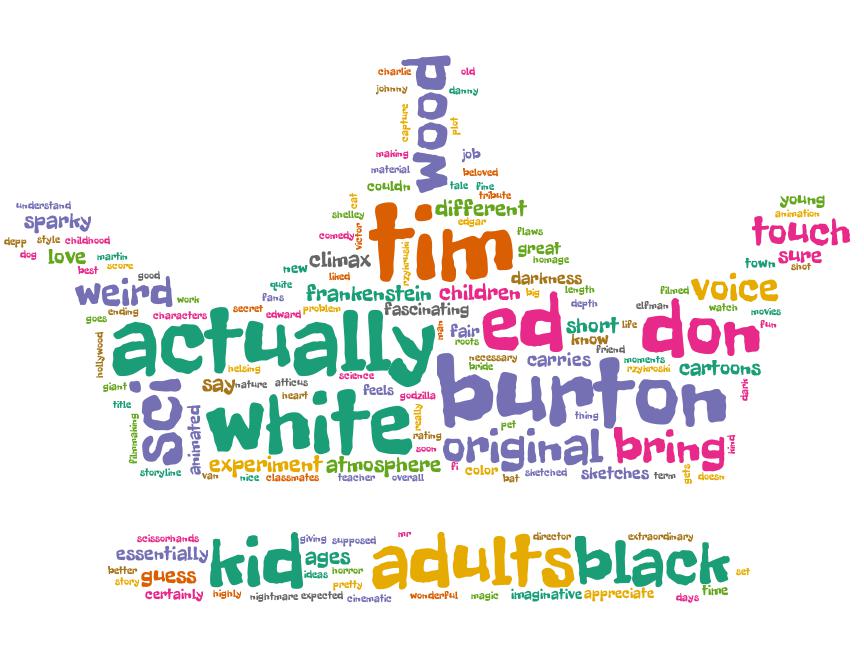 charlie
old
johnny
danny
wood
capture
plot
making
job
material
beloved
couldn
tale
fine
tribute
cat
understand
shelley
different
young
sparky
edgar
animation
touch
tim
depp
style
childhood
comedy
victor
flaws
dog
love
martin
great
sure
best
score
climax
homage
town
shot
new
liked
rzykruski
good
quite
darkness
weird
work
fans
frankenstein
children
big
length
filmed
voice
goes
ending
characters
secret
edward
problem
fascinating
depth
elfman
watch
movies
actually
man
fair
ed
short
life
don
fun
roots
know
hollywood
friend
necessary
bride
carries
moments
rzykroski
cartoons
helsing
science
giant
sci
say
nature
atticus
feels
heart
godzilla
burton
dark
title
white
thing
filmmaking
animated
really
pet
rating
original
bring
kind
soon
storyline
experiment
atmosphere
fi
color
sketched
sketches
term
gets
doesn
van
nice
classmates
teacher
overall
bat
scissorhands
giving
supposed
mr
director
extraordinary
essentially
kid
ages
adults
black
better
story
guess
ideas
horror
set
pretty
certainly
highly
nightmare
expected
cinematic
wonderful
magic
imaginative
appreciate
days
time